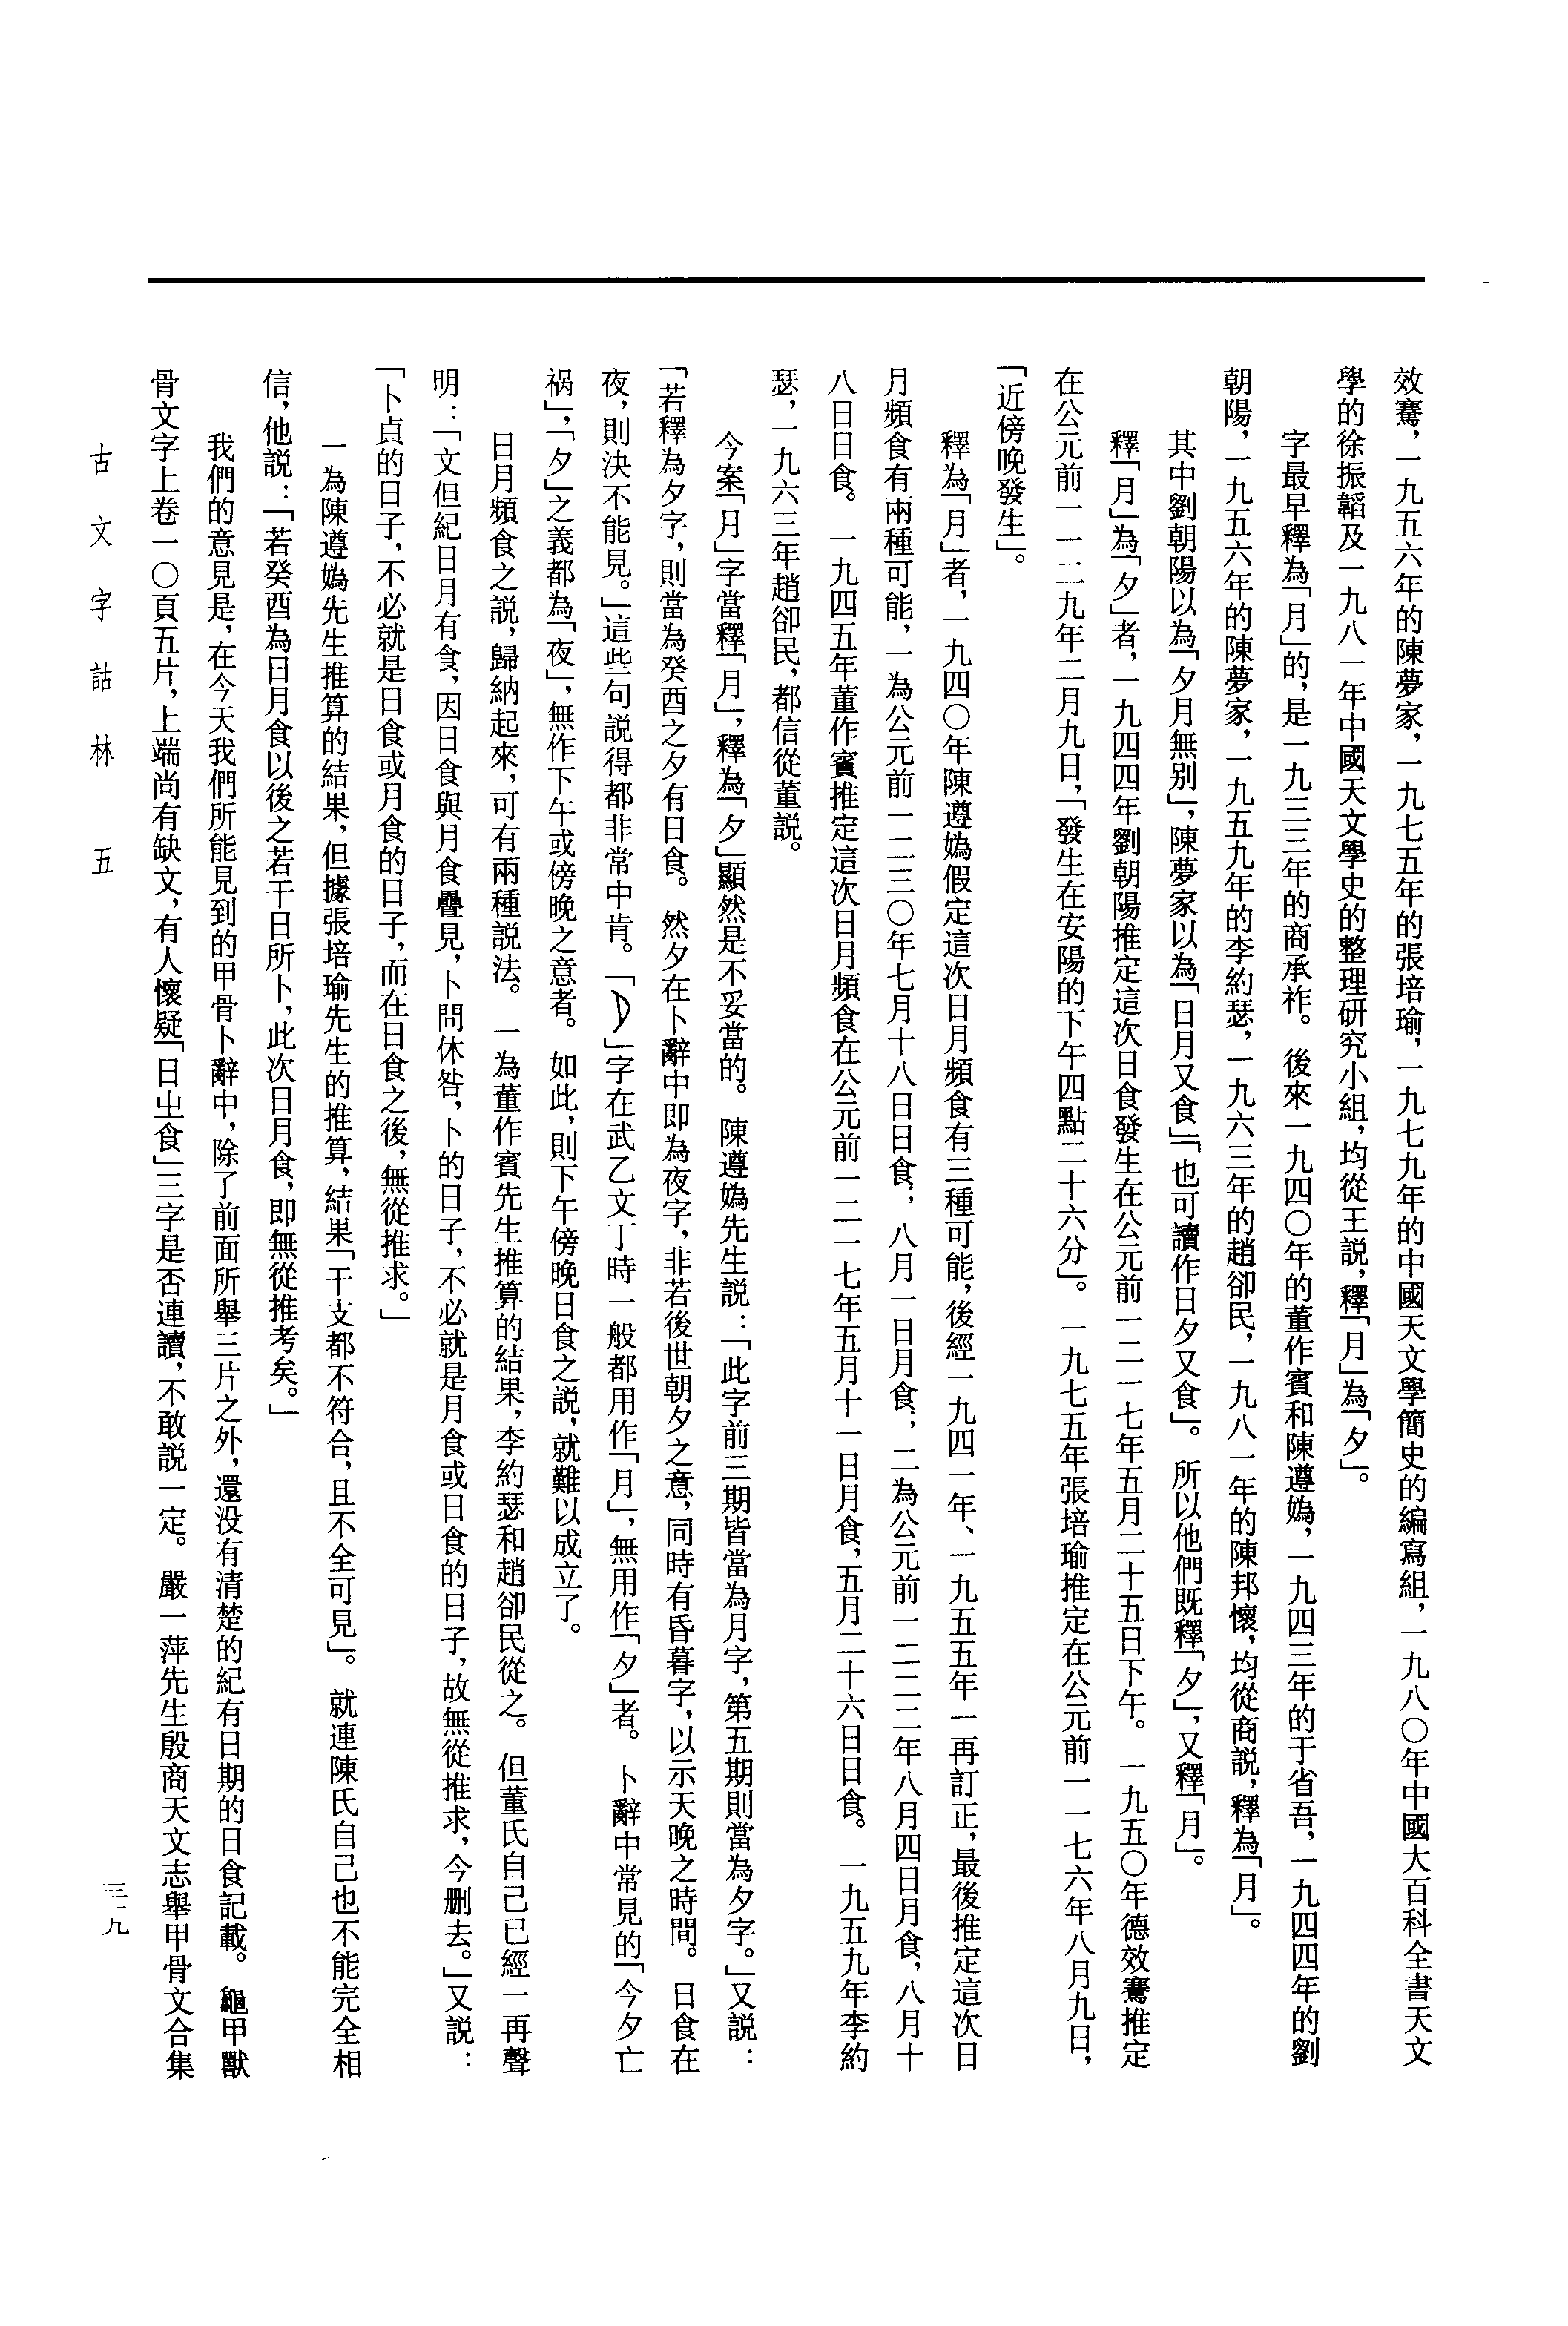 效騫，一九五六年的陳夢家，一九七五年的張培瑜，一九七九年的中國天文學簡史的編寫組，一九八〇年中國大百科全書天文
學的徐振韜及一九八一年中國天文學史的整理研究小組，均從王説，釋「月」為「夕」。
字最早釋為「月」的，是一九三三年的商承祚。後來一九四〇年的董作賓和陳遵媯，一九四三年的于省吾，一九四四年的劉
朝陽，一九五六年的陳夢家，一九五九年的李約瑟，一九六三年的趙卻民，一九八一年的陳邦懷，均從商説，釋為「月」。
其中劉朝陽以為「夕月無别」，陳夢家以為「日月又食」「也可讀作日夕又食」。所以他們既釋「夕」，又釋「月」。
釋「月」為「夕」者，一九四四年劉朝陽推定這次日食發生在公元前一二一七年五月二十五日下午。一九五〇年德效騫推定
在公元前一一二九年二月九日，「發生在安陽的下午四點二十六分」。一九七五年張培瑜推定在公元前一一七六年八月九日，
「近傍晚發生」。
釋為「月」者，一九四〇年陳遵媯假定這次日月頻食有三種可能，後經一九四一年、一九五五年一再訂正，最後推定這次日
月頻食有兩種可能，一為公元前一二三〇年七月十八日日食，八月一日月食；二為公元前一二二二年八月四日月食，八月十
八日日食。一九四五年董作賓推定這次日月頻食在公元前一二一七年五月十一日月食，五月二十六日日食。一九五九年李約
瑟，一九六三年趙卻民，都信從董説。
今案「月」字當釋「月」，釋為「夕」顯然是不妥當的。陳遵媯先生説：「此字前三期皆當為月字，第五期則當為夕字。」又説：
「若釋為夕字，則當為癸酉之夕有日食。然夕在卜辭中即為夜字，非若後世朝夕之意，同時有昏暮字，以示天晚之時間。日食在
夜，則決不能見。」這些句説得都非常中肯。「」字在武乙文丁時一般都用作「月」，無用作「夕」者。卜辭中常見的「今夕亡
禍」，「夕」之義都為「夜」，無作下午或傍晚之意者。如此，則下午傍晚日食之説，就難以成立了。
日月頻食之説，歸納起來，可有兩種説法。一為董作賓先生推算的結果，李約瑟和趙卻民從之。但董氏自己已經一再聲
明：「文但紀日月有食，因日食與月食疊見，卜問休咎，卜的日子，不必就是月食或日食的日子，故無從推求，今删去。」又説：
「卜貞的日子，不必就是日食或月食的日子，而在日食之後，無從推求。」
一為陳遵媯先生推算的結果，但據張培瑜先生的推算，結果「干支都不符合，且不全可見」。就連陳氏自己也不能完全相
信，他説：「若癸酉為日月食以後之若干日所卜，此次日月食，即無從推考矣。」
我們的意見是，在今天我們所能見到的甲骨卜辭中，除了前面所舉三片之外，還没有清楚的紀有日期的日食記載。龜甲獸
骨文字上卷一〇頁五片，上端尚有缺文，有人懷疑「日㞢食」三字是否連讀，不敢説一定。嚴一萍先生殷商天文志舉甲骨文合集
古文字詁林 五
三一九